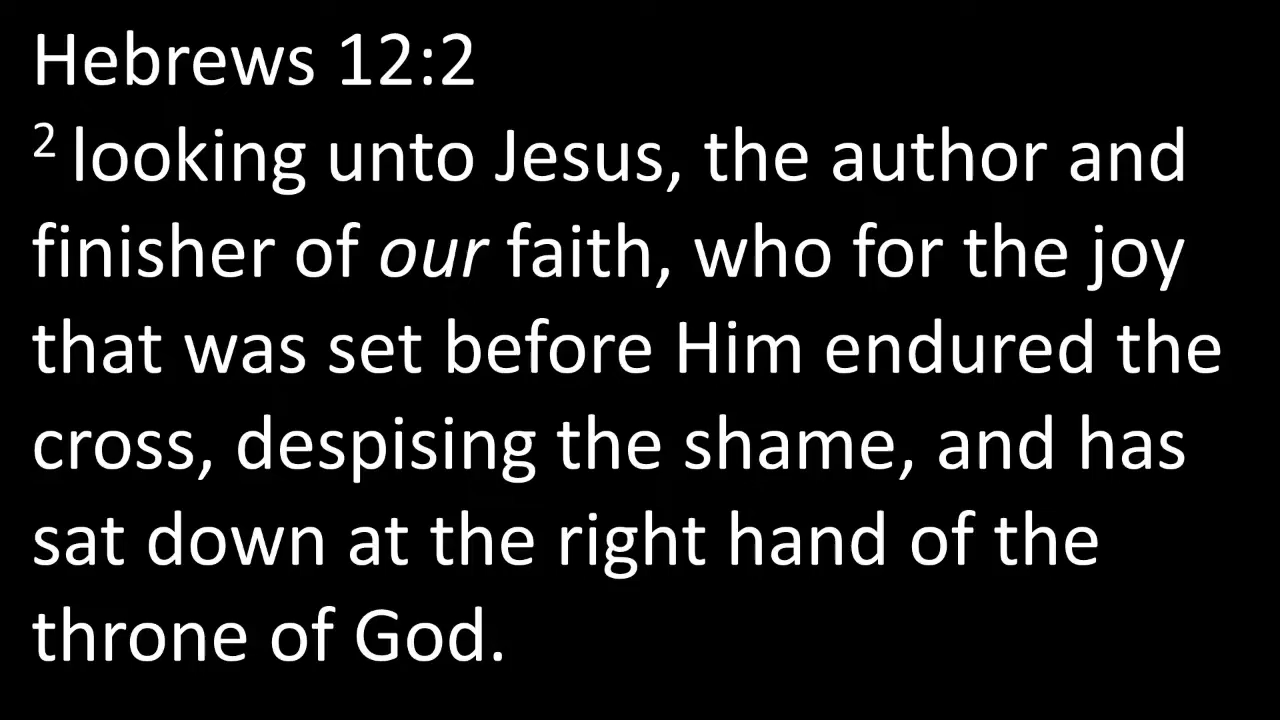 Hebrews 12:2
2 looking unto Jesus, the author and
finisher of our faith, who for the joy
that was set before Him endured the
cross, despising the shame, and has
sat down at the right hand of the
throne of God.